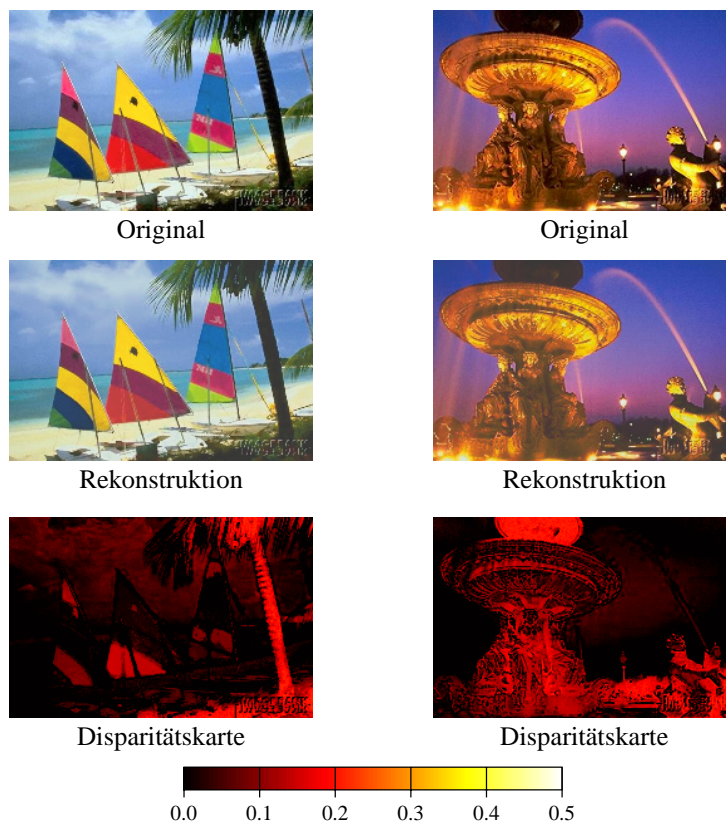 Original
Original
Rekonstruktion
Rekonstruktion
Disparitätskarte
Disparitätskarte
0.0 0.1 0.2 0.3 0.4 0.5